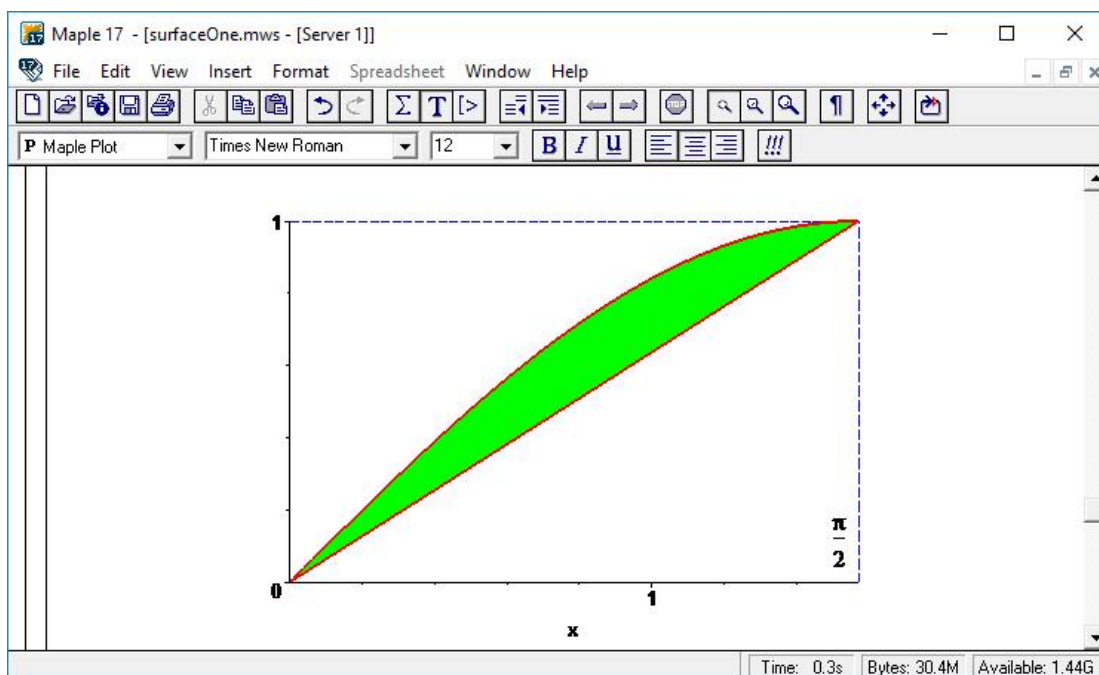 Maple 17 - [surfaceOne.mws - [Server 1]]
File Edit View Insert Format Spreadsheet Window Help
Σ T [> STOP ¶
P Maple Plot Times New Roman 12 B I u !!!
1
π
2
0
1
x
Time: 0.3s Bytes: 30.4M Available: 1.44G